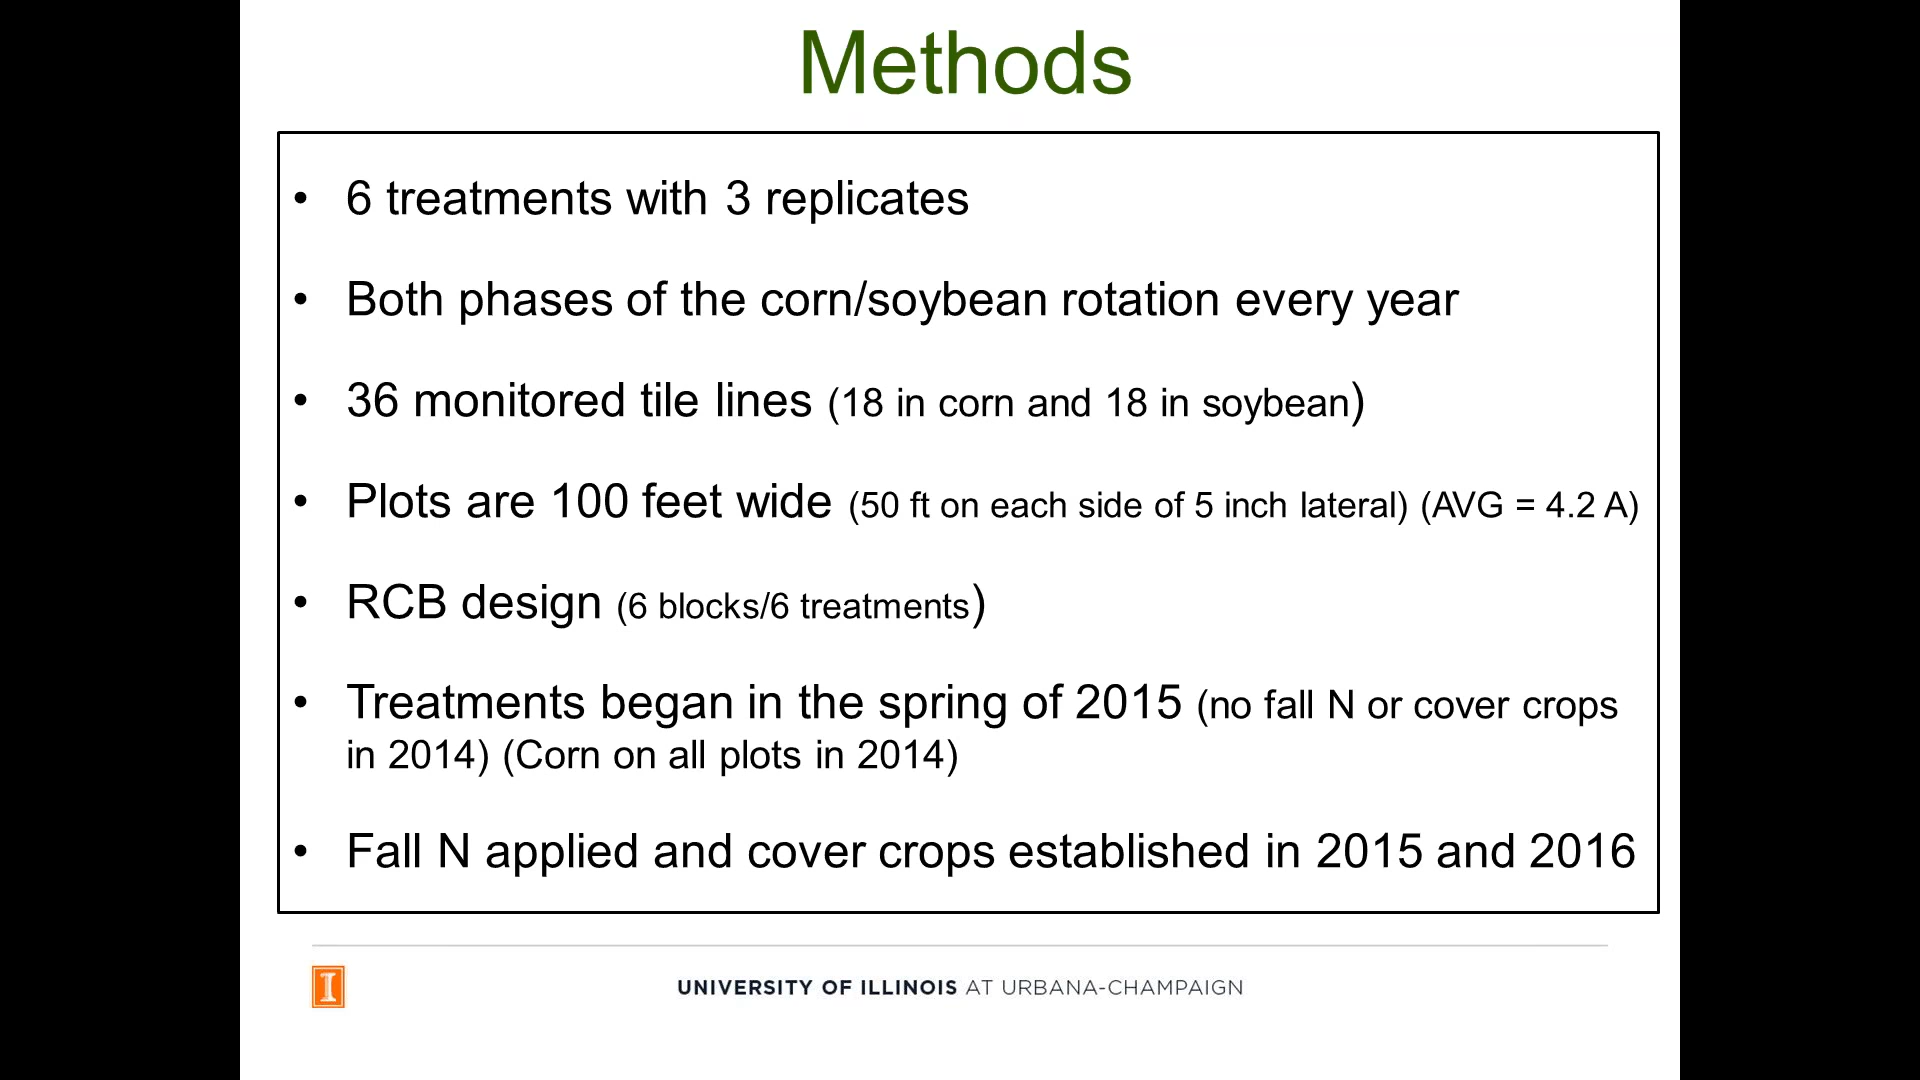 Methods
• 6 treatments with 3 replicates
• Both phases of the corn/soybean rotation every year
• 36 monitored tile lines (18 in corn and 18 in soybean)
• Plots are 100 feet wide (50 ft on each side of 5 inch lateral) (AVG = 4.2 A)
• RCB design (6 blocks/6 treatments)
• Treatments began in the spring of 2015 (no fall N or cover crops
in 2014) (Corn on all plots in 2014)
• Fall N applied and cover crops established in 2015 and 2016
I
UNIVERSITY OF ILLINOIS AT URBANA-CHAMPAIGN